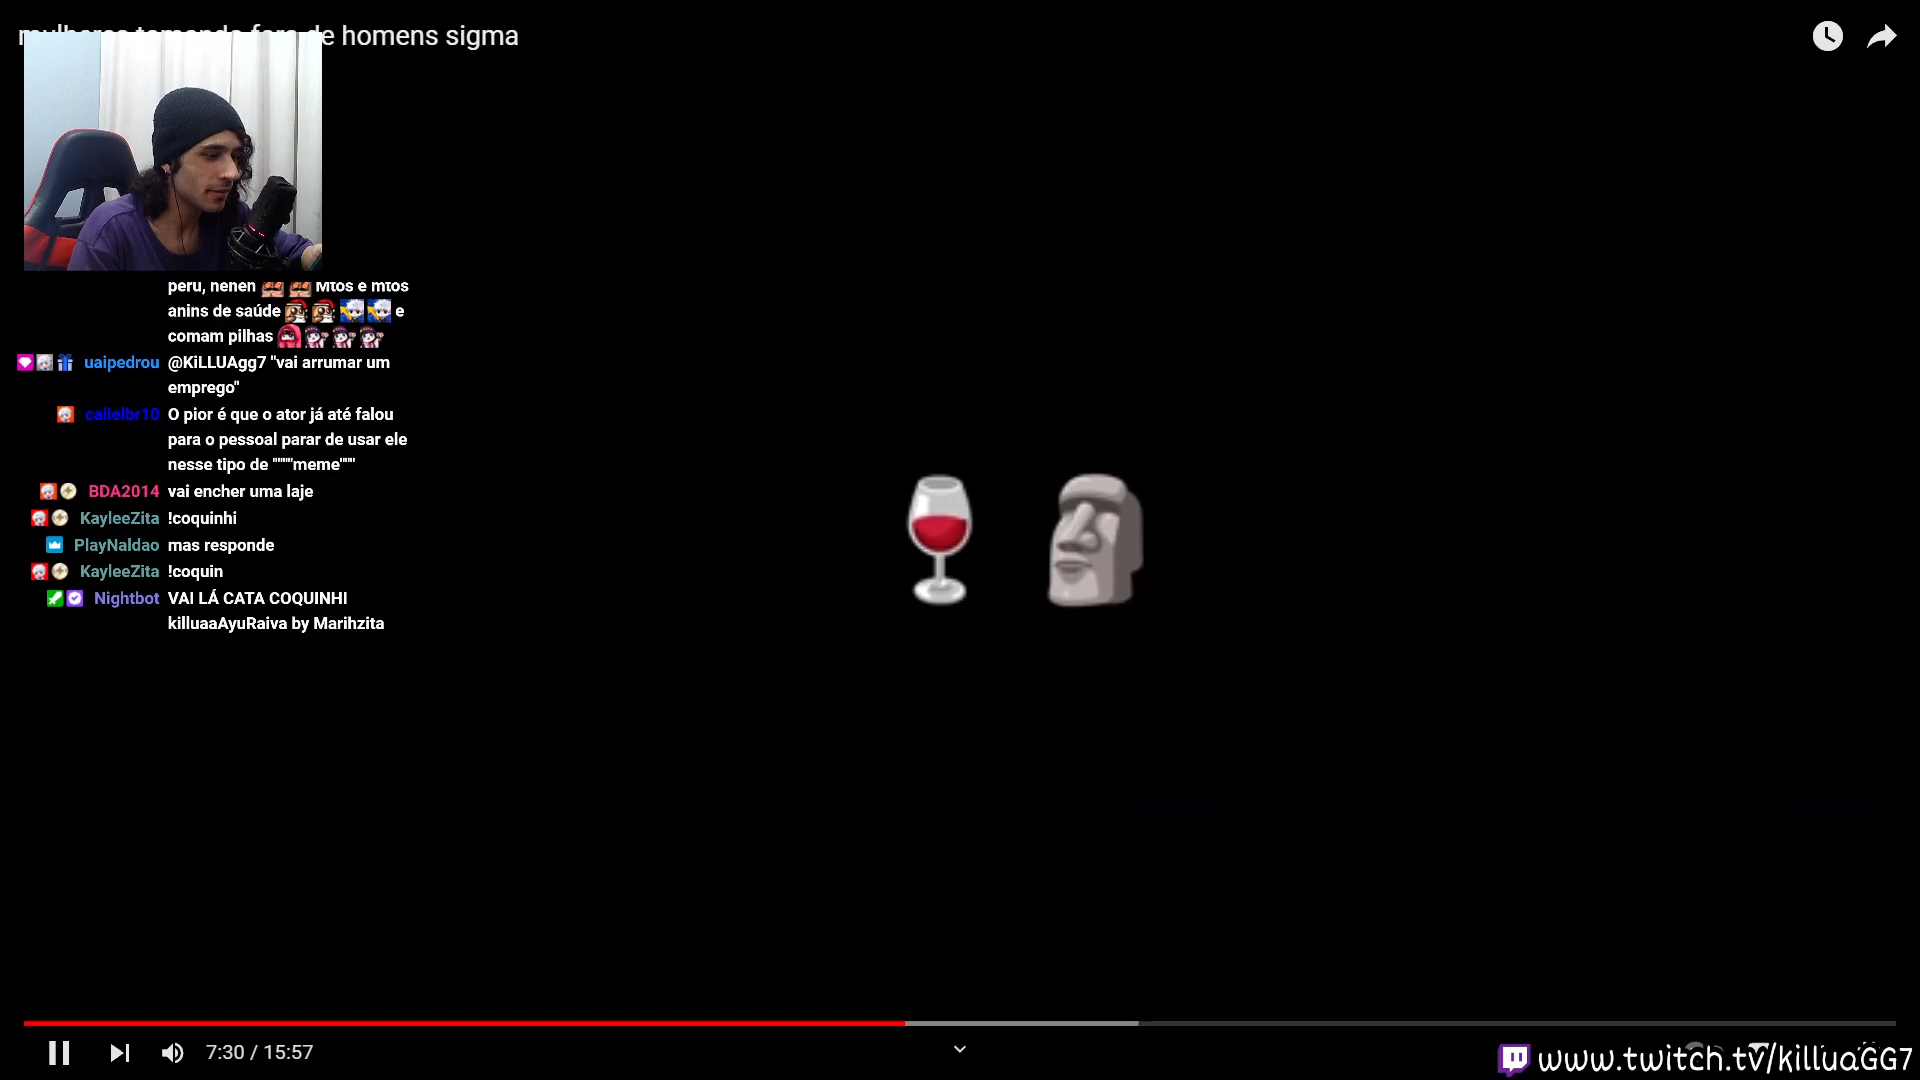 de homens sigma
peru, nenen Mtos e mtos
anins de saúde e
comam pilhas
uaipedrou @KiLLUAgg7 "vai arrumar um
emprego"
calielbr10 O pior é que o ator já até falou
para o pessoal parar de usar ele
nesse tipo de """"meme""""
BDA2014 vai encher uma laje
KayleeZita !coquinhi
PlayNaldao mas responde
KayleeZita !coquin
Nightbot VAI LÁ CATA COQUINHI
killuaaAyuRaiva by Marihzita
7:30 / 15:57
www.twitch.tv/killuaGG7